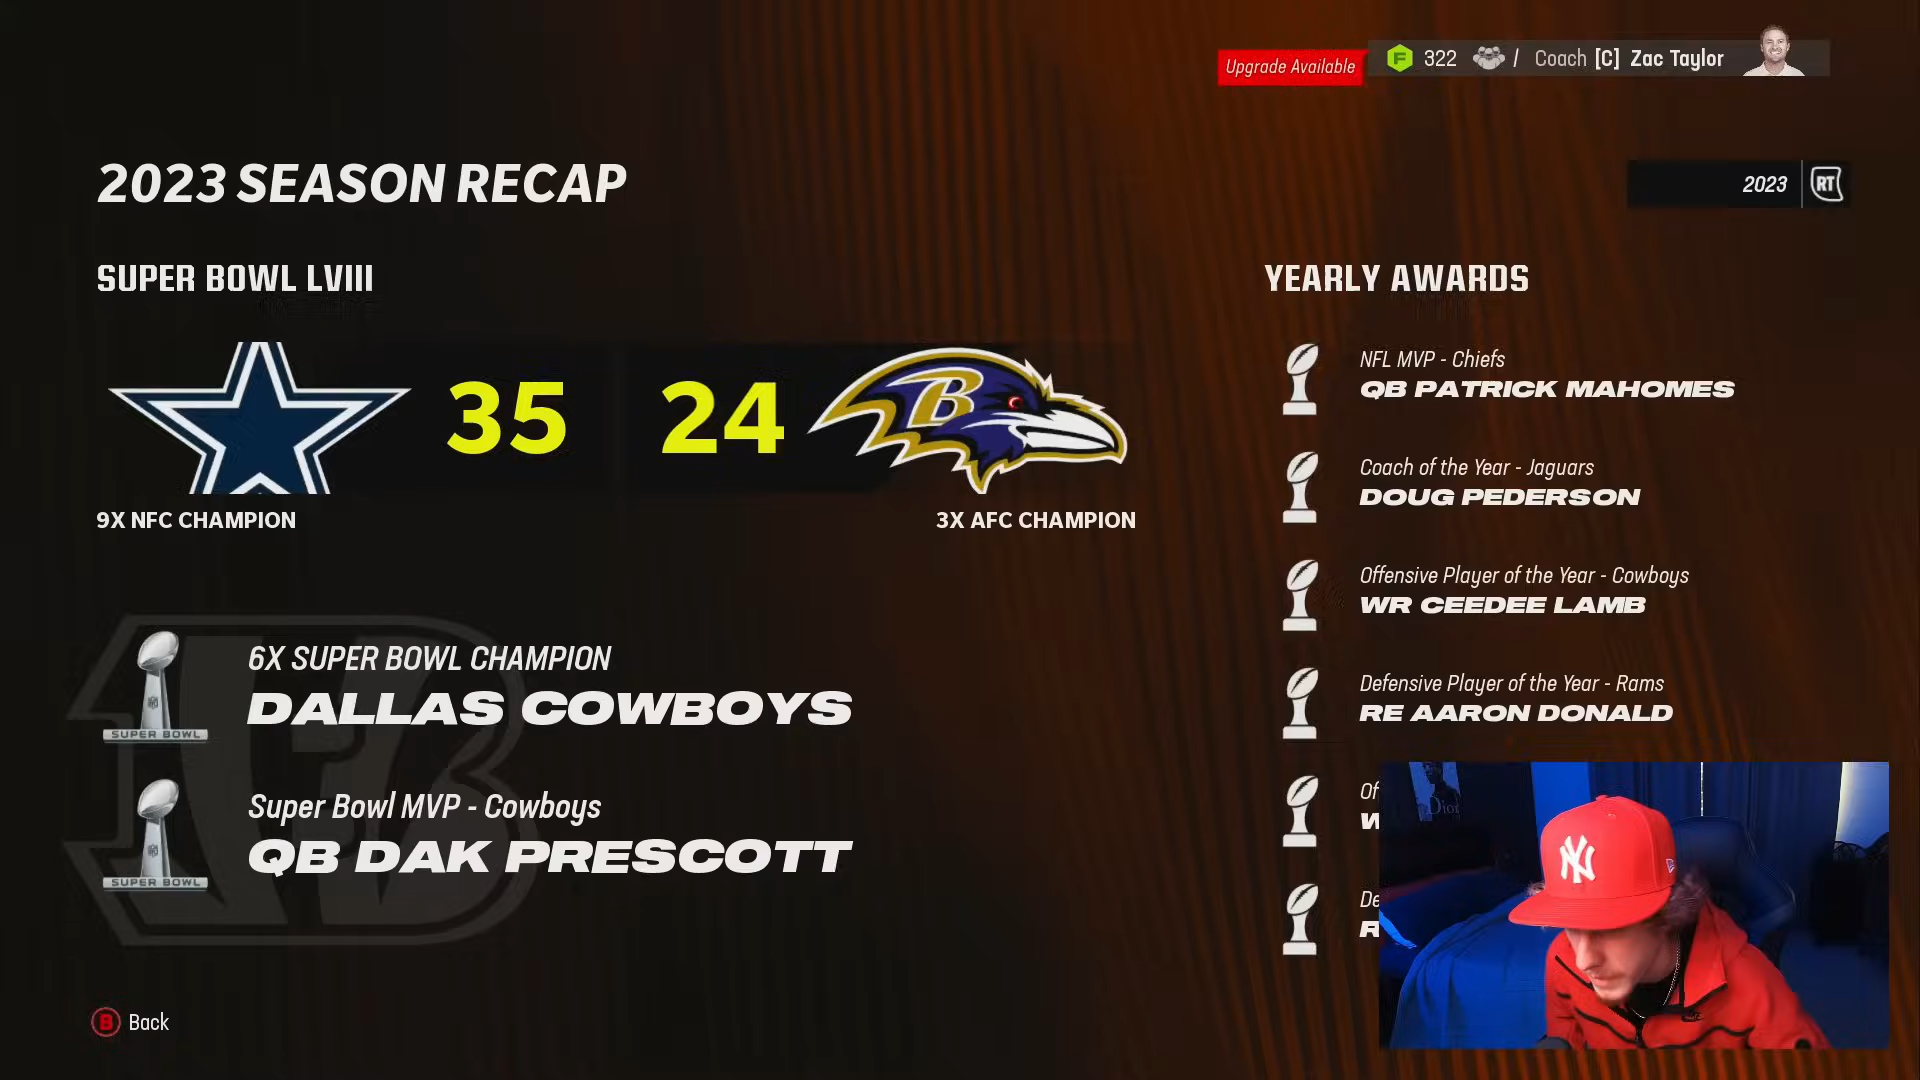 Upgrade Available
322 / Coach [C] Zac Taylor
2023 SEASON RECAP
2023 RT
SUPER BOWL LVIII
35 24
B
9X NFC CHAMPION
3X AFC CHAMPION
6X SUPER BOWL CHAMPION
DALLAS COWBOYS
SUPER BOWL
Super Bowl MVP - Cowboys
QB DAK PRESCOTT
SUPER BOWL
YEARLY AWARDS
NFL MVP - Chiefs
QB PATRICK MAHOMES
Coach of the Year - Jaguars
DOUG PEDERSON
Offensive Player of the Year - Cowboys
WR CEEDEE LAMB
Defensive Player of the Year - Rams
RE AARON DONALD
Dior
NY
B Back